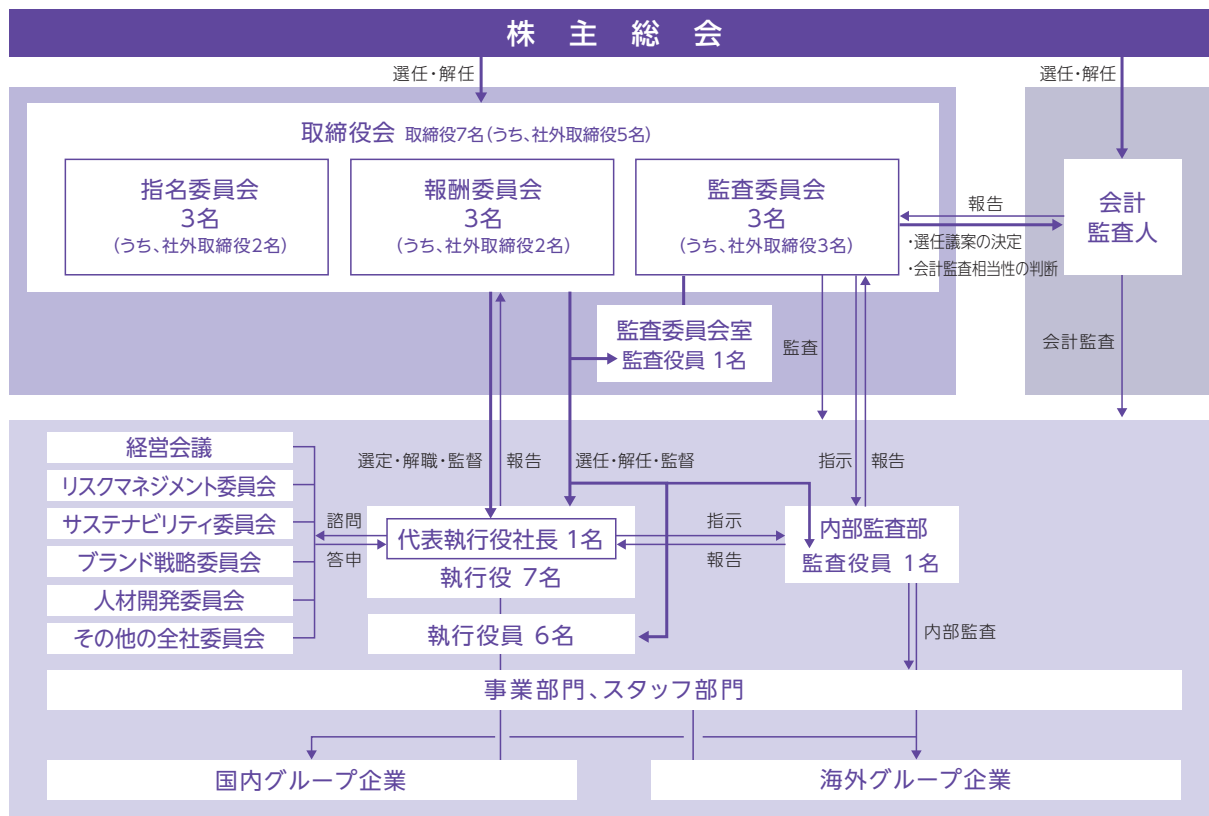 株主総会
選任・解任
選任・解任
取締役会 取締役7名(うち、社外取締役5名)
指名委員会
3名
(うち、社外取締役2名)
報酬委員会
3名
(うち、社外取締役2名)
監査委員会
3名
(うち、社外取締役3名)
報告
・選任議案の決定
・会計監査相当性の判断
会計
監査人
監査委員会室
監査役員 1名
監査
会計監査
経営会議
リスクマネジメント委員会
サステナビリティ委員会
ブランド戦略委員会
人材開発委員会
その他の全社委員会
選定・解職・監督
報告
選任・解任・監督
指示
報告
諮問
答申
代表執行役社長 1名
執行役 7名
執行役員 6名
指示
報告
内部監査部
監査役員 1名
内部監査
事業部門、スタッフ部門
国内グループ企業
海外グループ企業